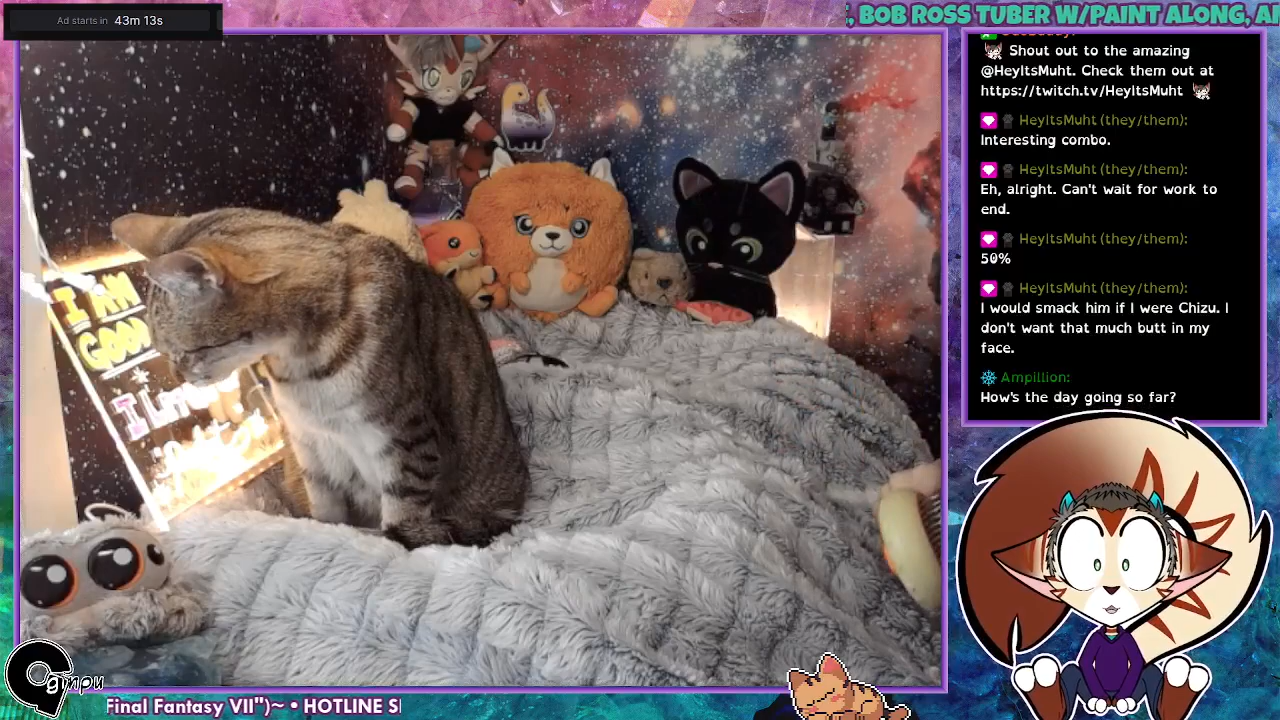 Ad starts in 43m 13s
, BOB ROSS TUBER W/PAINT ALONG, A
Shout out to the amazing
@HeyItsMuht. Check them out at
https://twitch.tv/HeyItsMuht
HeyItsMuht (they/them):
Interesting combo.
HeyItsMuht (they/them):
Eh, alright. Can't wait for work to
end.
HeyItsMuht (they/them):
50%
HeyItsMuht (they/them):
I would smack him if I were Chizu. I
don't want that much butt in my
face.
Ampillion:
How's the day going so far?
I AM
GOOD
ginpu
Final Fantasy VII")~ • HOTLINE S